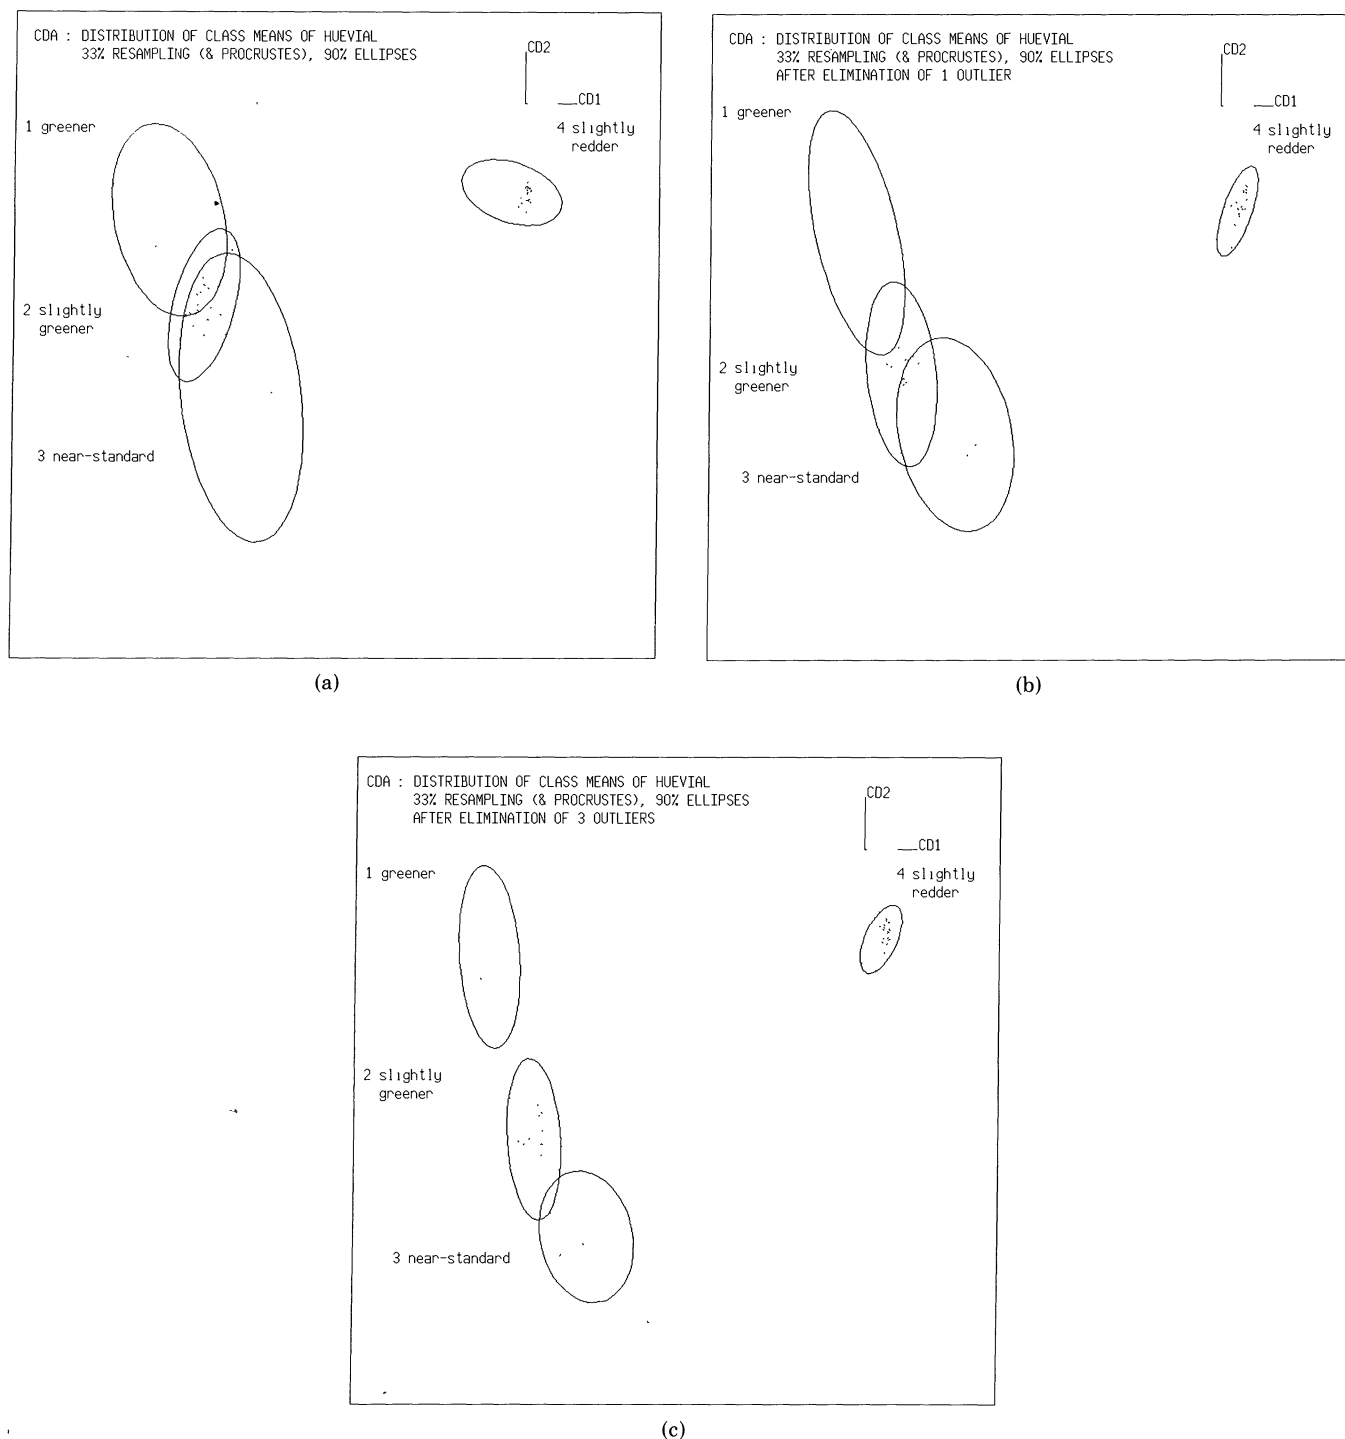 CDA : DISTRIBUTION OF CLASS MEANS OF HUEVIAL
33% RESAMPLING (& PROCRUSTES), 90% ELLIPSES
CD2
CD1
1 greener
4 slightly
redder
2 slightly
greener
3 near-standard
(a)
CDA : DISTRIBUTION OF CLASS MEANS OF HUEVIAL
33% RESAMPLING (& PROCRUSTES), 90% ELLIPSES
AFTER ELIMINATION OF 1 OUTLIER
CD2
CD1
1 greener
4 slightly
redder
2 slightly
greener
3 near-standard
(b)
CDA : DISTRIBUTION OF CLASS MEANS OF HUEVIAL
33% RESAMPLING (& PROCRUSTES), 90% ELLIPSES
AFTER ELIMINATION OF 3 OUTLIERS
CD2
CD1
1 greener
4 slightly
redder
2 slightly
greener
3 near-standard
(c)